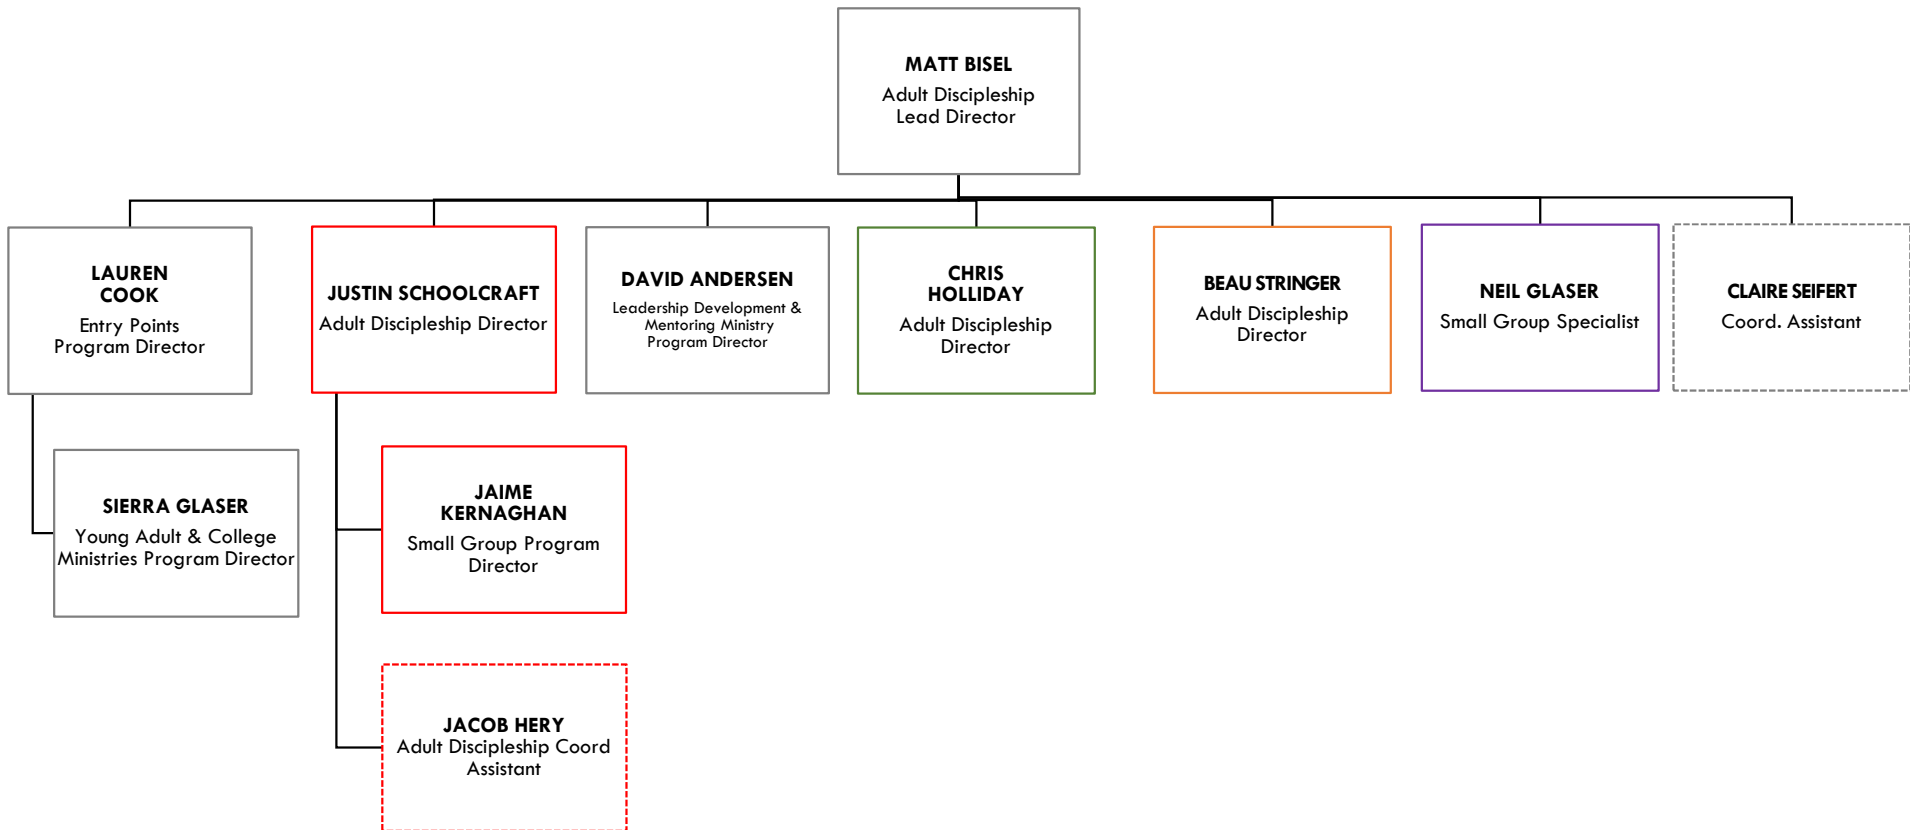 MATT BISEL
Adult Discipleship
Lead Director
LAUREN
COOK
Entry Points
Program Director
JUSTIN SCHOOLCRAFT
Adult Discipleship Director
DAVID ANDERSEN
Leadership Development &
Mentoring Ministry
Program Director
CHRIS
HOLLIDAY
Adult Discipleship
Director
BEAU STRINGER
Adult Discipleship
Director
NEIL GLASER
Small Group Specialist
CLAIRE SEIFERT
Coord. Assistant
SIERRA GLASER
Young Adult & College
Ministries Program Director
JAIME
KERNAGHAN
Small Group Program
Director
JACOB HERY
Adult Discipleship Coord
Assistant